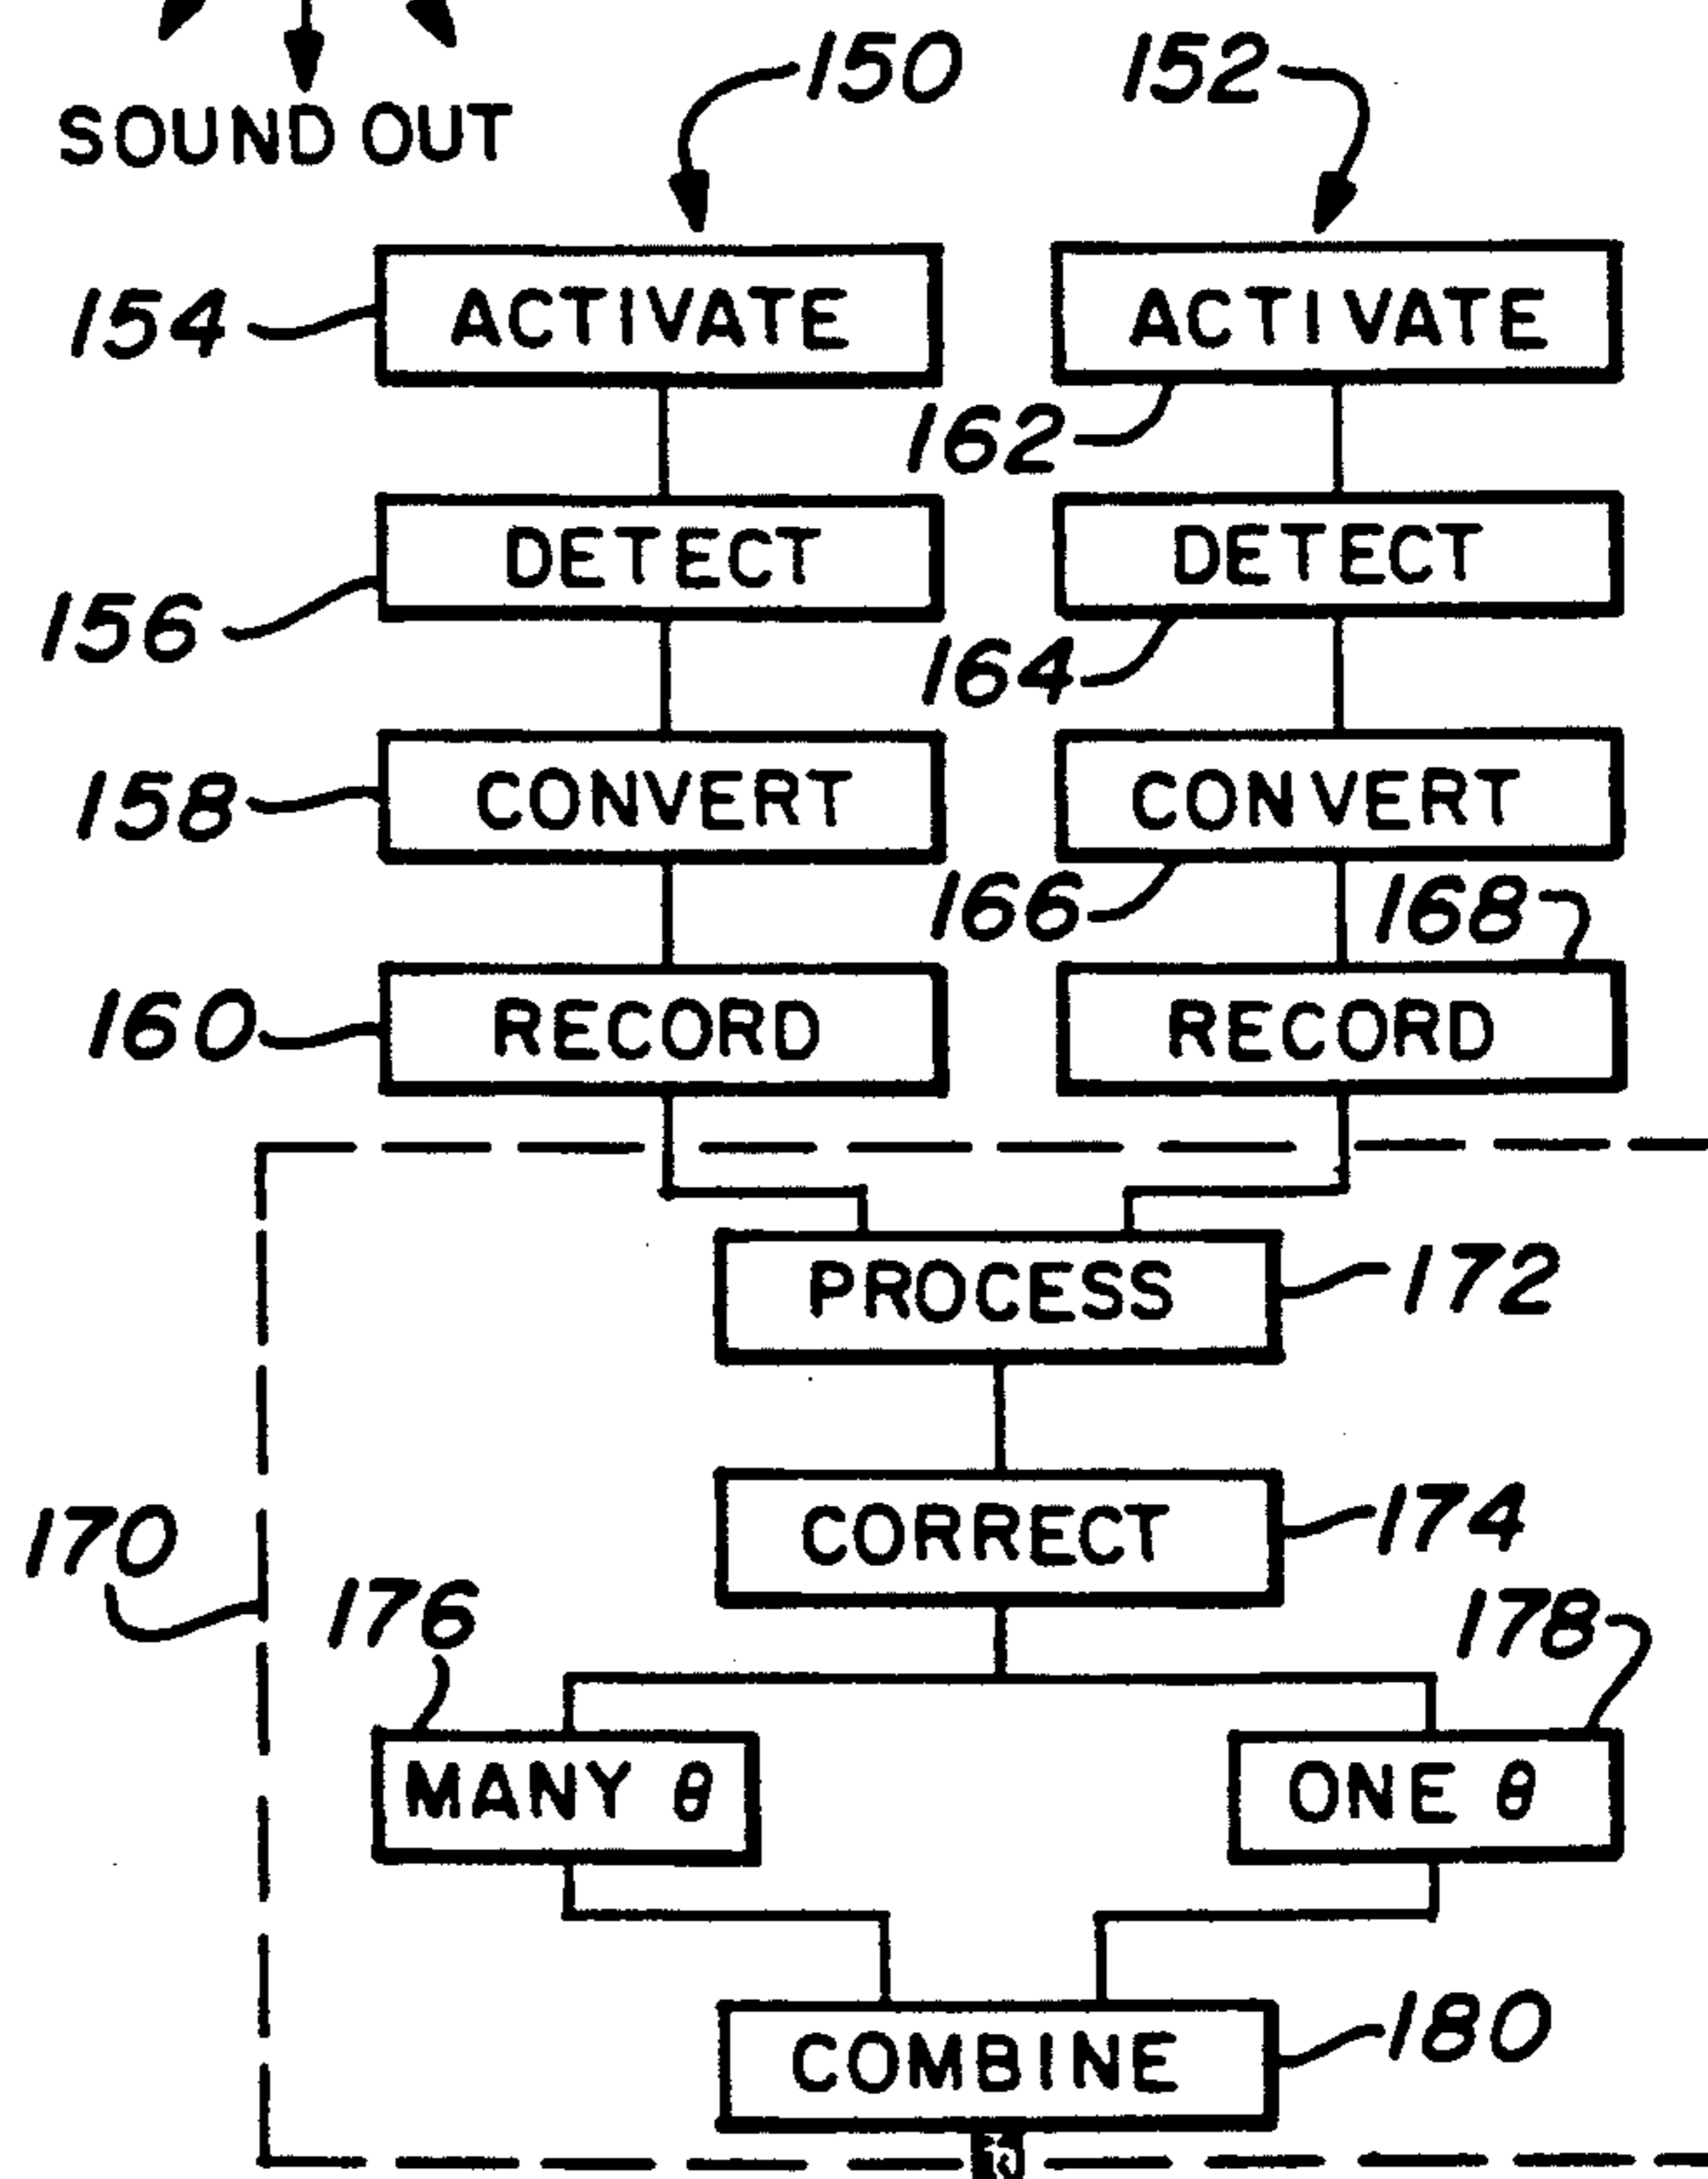 150 152
SOUND OUT
154 ACTIVATE ACTIVATE
162
DETECT DETECT
156
164
158 CONVERT CONVERT
166 168
160 RECORD RECORD
PROCESS 172
170 CORRECT 174
176 178
MANY θ ONE θ
COMBINE 180